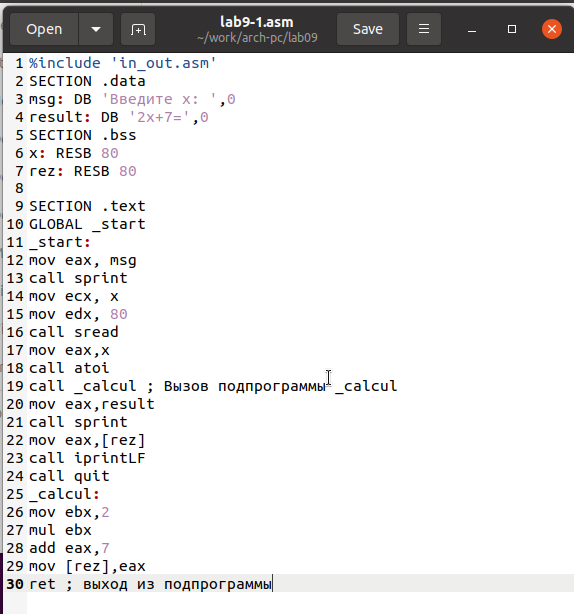 Open
lab9-1.asm
~/work/arch-pc/lab09
Save
1 %include 'in_out.asm'
2 SECTION .data
3 msg: DB 'Введите x: ',0
4 result: DB '2x+7=',0
5 SECTION .bss
6 x: RESB 80
7 rez: RESB 80
8
9 SECTION .text
10 GLOBAL _start
11 _start:
12 mov eax, msg
13 call sprint
14 mov ecx, x
15 mov edx, 80
16 call sread
17 mov eax,x
18 call atoi
19 call _calcul ; Вызов подпрограммы _calcul
20 mov eax,result
21 call sprint
22 mov eax,[rez]
23 call iprintLF
24 call quit
25 _calcul:
26 mov ebx,2
27 mul ebx
28 add eax,7
29 mov [rez],eax
30 ret ; выход из подпрограммы